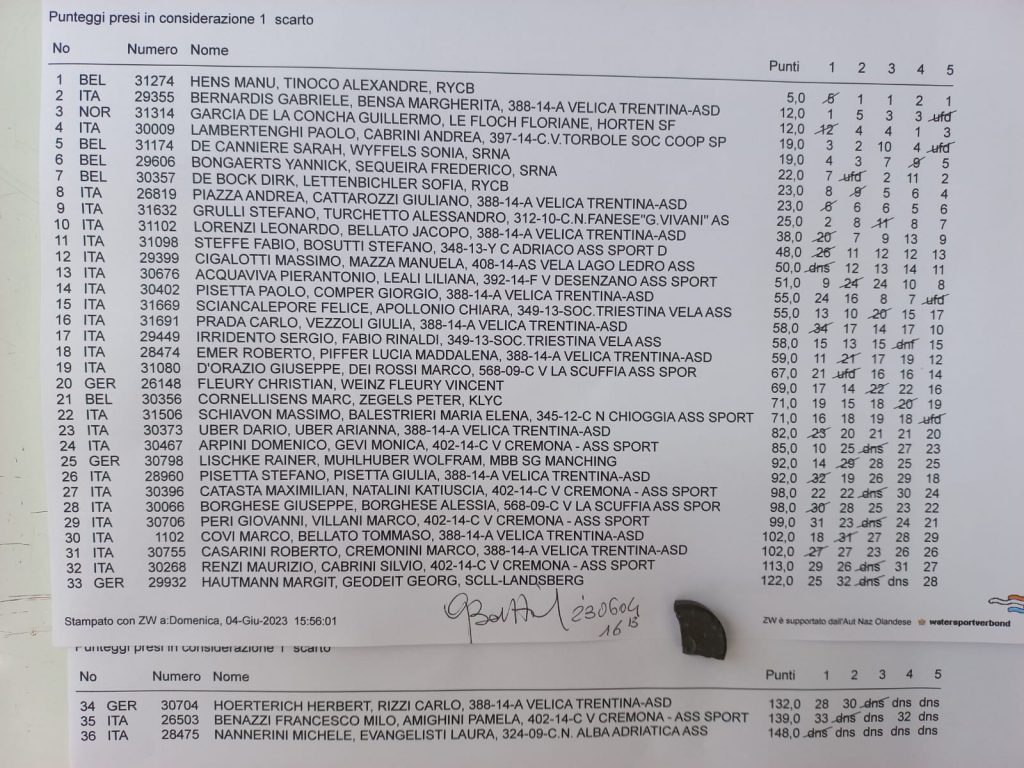 Punteggi presi in considerazione 1 scarto
No Numero Nome Punti 1 2 3 4 5
1 BEL 31274 HENS MANU, TINOCO ALEXANDRE, RYCB 5,0 5 1 1 2 1
2 ITA 29355 BERNARDIS GABRIELE, BENSA MARGHERITA, 388-14-A VELICA TRENTINA-ASD 12,0 1 5 3 3 ufd
3 NOR 31314 GARCIA DE LA CONCHA GUILLERMO, LE FLOCH FLORIANE, HORTEN SF 12,0 12 4 4 1 3
4 ITA 30009 LAMBERTENGHI PAOLO, CABRINI ANDREA, 397-14-C.V.TORBOLE SOC COOP SP 19,0 3 2 10 4 ufd
5 BEL 31174 DE CANNIERE SARAH, WYFFELS SONIA, SRNA 19,0 4 3 7 9 5
6 BEL 29606 BONGAERTS YANNICK, SEQUEIRA FREDERICO, SRNA 22,0 7 ufd 2 11 2
7 BEL 30357 DE BOCK DIRK, LETTENBICHLER SOFIA, RYCB 23,0 8 9 5 6 4
8 ITA 26819 PIAZZA ANDREA, CATTAROZZI GIULIANO, 388-14-A VELICA TRENTINA-ASD 23,0 8 6 6 5 6
9 ITA 31632 GRULLI STEFANO, TURCHETTO ALESSANDRO, 312-10-C.N.FANESE"G.VIVANI" AS 25,0 2 8 11 8 7
10 ITA 31102 LORENZI LEONARDO, BELLATO JACOPO, 388-14-A VELICA TRENTINA-ASD 38,0 20 7 9 13 9
11 ITA 31098 STEFFE FABIO, BOSUTTI STEFANO, 348-13-Y C ADRIACO ASS SPORT D 48,0 26 11 12 12 13
12 ITA 29399 CIGALOTTI MASSIMO, MAZZA MANUELA, 408-14-AS VELA LAGO LEDRO ASS 50,0 dns 12 13 14 11
13 ITA 30676 ACQUAVIVA PIERANTONIO, LEALI LILIANA, 392-14-F V DESENZANO ASS SPORT 51,0 9 24 24 10 8
14 ITA 30402 PISETTA PAOLO, COMPER GIORGIO, 388-14-A VELICA TRENTINA-ASD 55,0 24 16 8 7 ufd
15 ITA 31669 SCIANCALEPORE FELICE, APOLLONIO CHIARA, 349-13-SOC.TRIESTINA VELA ASS 55,0 13 10 20 15 17
16 ITA 31691 PRADA CARLO, VEZZOLI GIULIA, 388-14-A VELICA TRENTINA-ASD 58,0 34 17 14 17 10
17 ITA 29449 IRRIDENTO SERGIO, FABIO RINALDI, 349-13-SOC.TRIESTINA VELA ASS 58,0 15 13 15 dnf 15
18 ITA 28474 EMER ROBERTO, PIFFER LUCIA MADDALENA, 388-14-A VELICA TRENTINA-ASD 59,0 11 21 17 19 12
19 ITA 31080 D'ORAZIO GIUSEPPE, DEI ROSSI MARCO, 568-09-C V LA SCUFFIA ASS SPOR 67,0 21 ufd 16 16 14
20 GER 26148 FLEURY CHRISTIAN, WEINZ FLEURY VINCENT 69,0 17 14 22 22 16
21 BEL 30356 CORNELLISENS MARC, ZEGELS PETER, KLYC 71,0 19 15 18 20 19
22 ITA 31506 SCHIAVON MASSIMO, BALESTRIERI MARIA ELENA, 345-12-C N CHIOGGIA ASS SPORT 71,0 16 18 19 18 ufd
23 ITA 30373 UBER DARIO, UBER ARIANNA, 388-14-A VELICA TRENTINA-ASD 82,0 23 20 21 21 20
24 ITA 30467 ARPINI DOMENICO, GEVI MONICA, 402-14-C V CREMONA - ASS SPORT 85,0 10 25 dns 27 23
25 GER 30798 LISCHKE RAINER, MUHLHUBER WOLFRAM, MBB SG MANCHING 92,0 14 29 28 25 25
26 ITA 28960 PISETTA STEFANO, PISETTA GIULIA, 388-14-A VELICA TRENTINA-ASD 92,0 32 19 26 29 18
27 ITA 30396 CATASTA MAXIMILIAN, NATALINI KATIUSCIA, 402-14-C V CREMONA - ASS SPORT 98,0 22 22 dns 30 24
28 ITA 30066 BORGHESE GIUSEPPE, BORGHESE ALESSIA, 568-09-C V LA SCUFFIA ASS SPOR 98,0 30 28 25 23 22
29 ITA 30706 PERI GIOVANNI, VILLANI MARCO, 402-14-C V CREMONA - ASS SPORT 99,0 31 23 dns 24 21
30 ITA 1102 COVI MARCO, BELLATO TOMMASO, 388-14-A VELICA TRENTINA-ASD 102,0 18 31 27 28 29
31 ITA 30755 CASARINI ROBERTO, CREMONINI MARCO, 388-14-A VELICA TRENTINA-ASD 102,0 27 27 23 26 26
32 ITA 30268 RENZI MAURIZIO, CABRINI SILVIO, 402-14-C V CREMONA - ASS SPORT 113,0 29 26 dns 31 27
33 GER 29932 HAUTMANN MARGIT, GEODEIT GEORG, SCLL-LANDSBERG 122,0 25 32 dns dns 28
Stampato con ZW a:Domenica, 04-Giu-2023 15:56:01 230604 ZW è supportato dall'Aut Naz Olandese watersportverbond
16 13
Punteggi presi in considerazione 1 scarto
No Numero Nome Punti 1 2 3 4 5
34 GER 30704 HOERTERICH HERBERT, RIZZI CARLO, 388-14-A VELICA TRENTINA-ASD 132,0 28 30 dns dns dns
35 ITA 26503 BENAZZI FRANCESCO MILO, AMIGHINI PAMELA, 402-14-C V CREMONA - ASS SPORT 139,0 33 dns dns 32 dns
36 ITA 28475 NANNERINI MICHELE, EVANGELISTI LAURA, 324-09-C.N. ALBA ADRIATICA ASS 148,0 dns dns dns dns dns